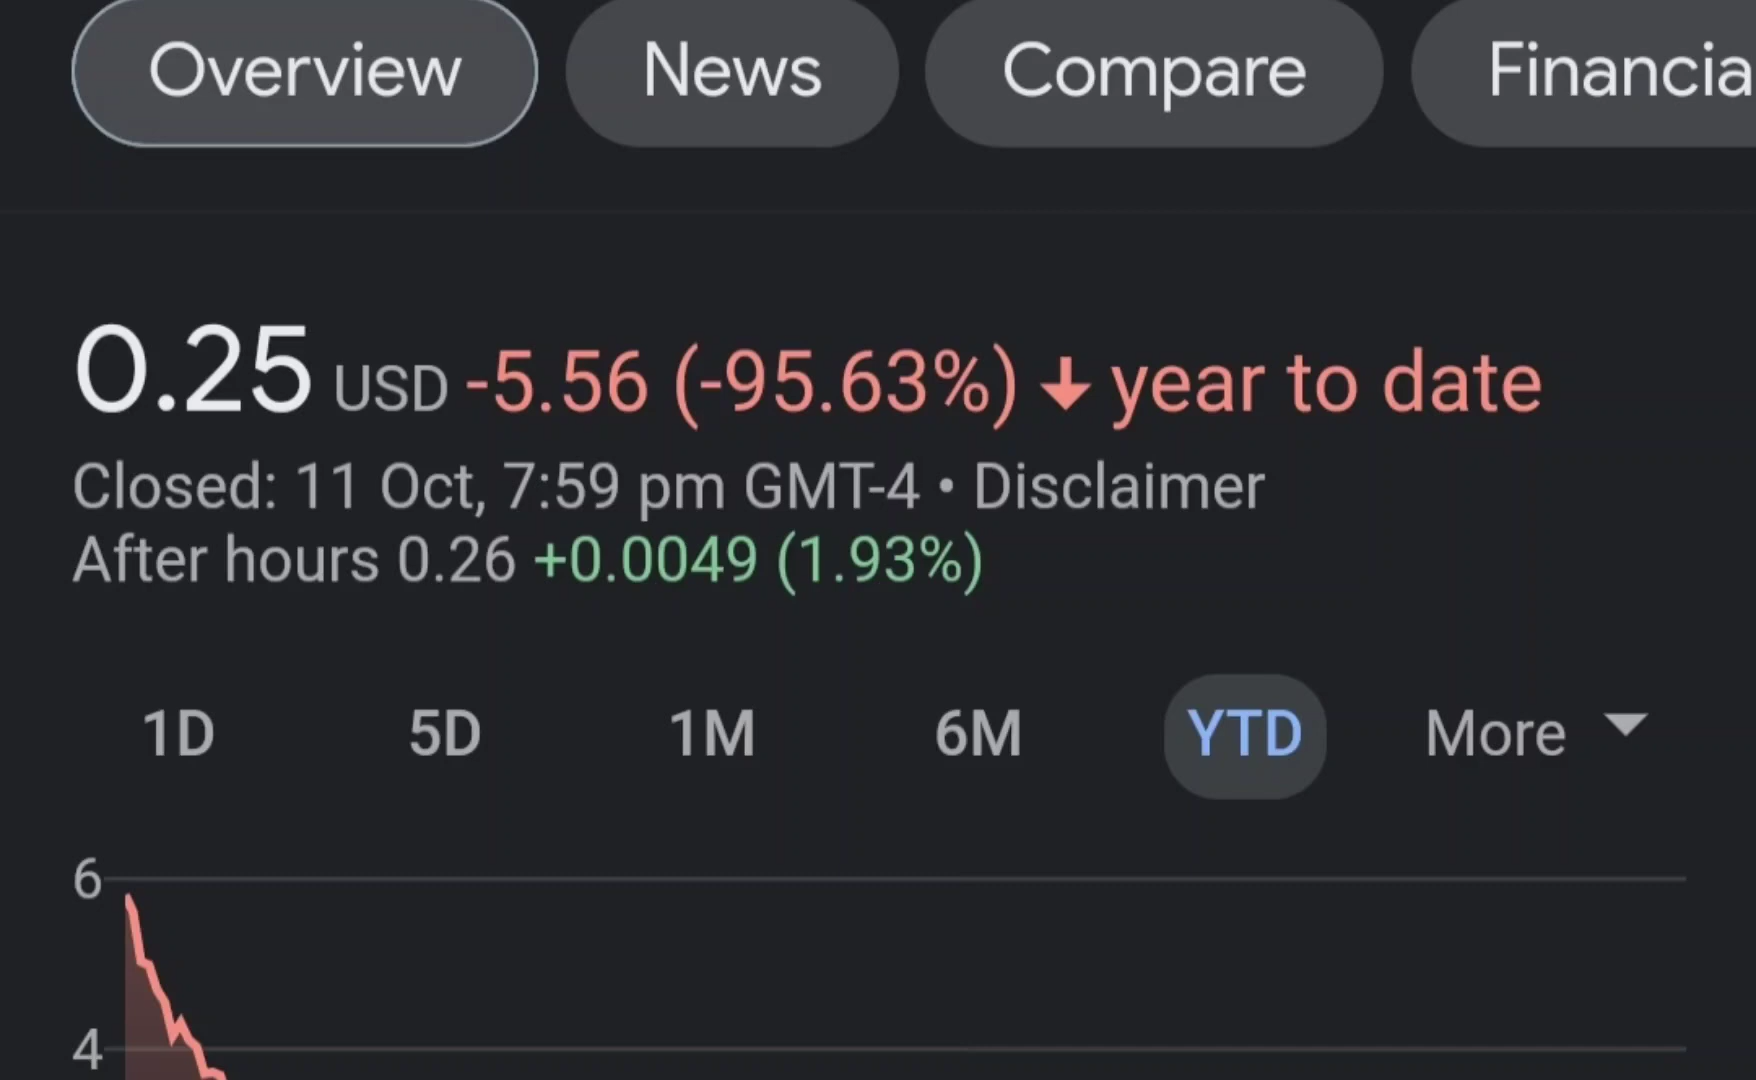 Overview News Compare Financia
0.25 USD -5.56 (-95.63%) ↓ year to date
Closed: 11 Oct, 7:59 pm GMT-4 • Disclaimer
After hours 0.26 +0.0049 (1.93%)
1D 5D 1M 6M YTD More
6
4